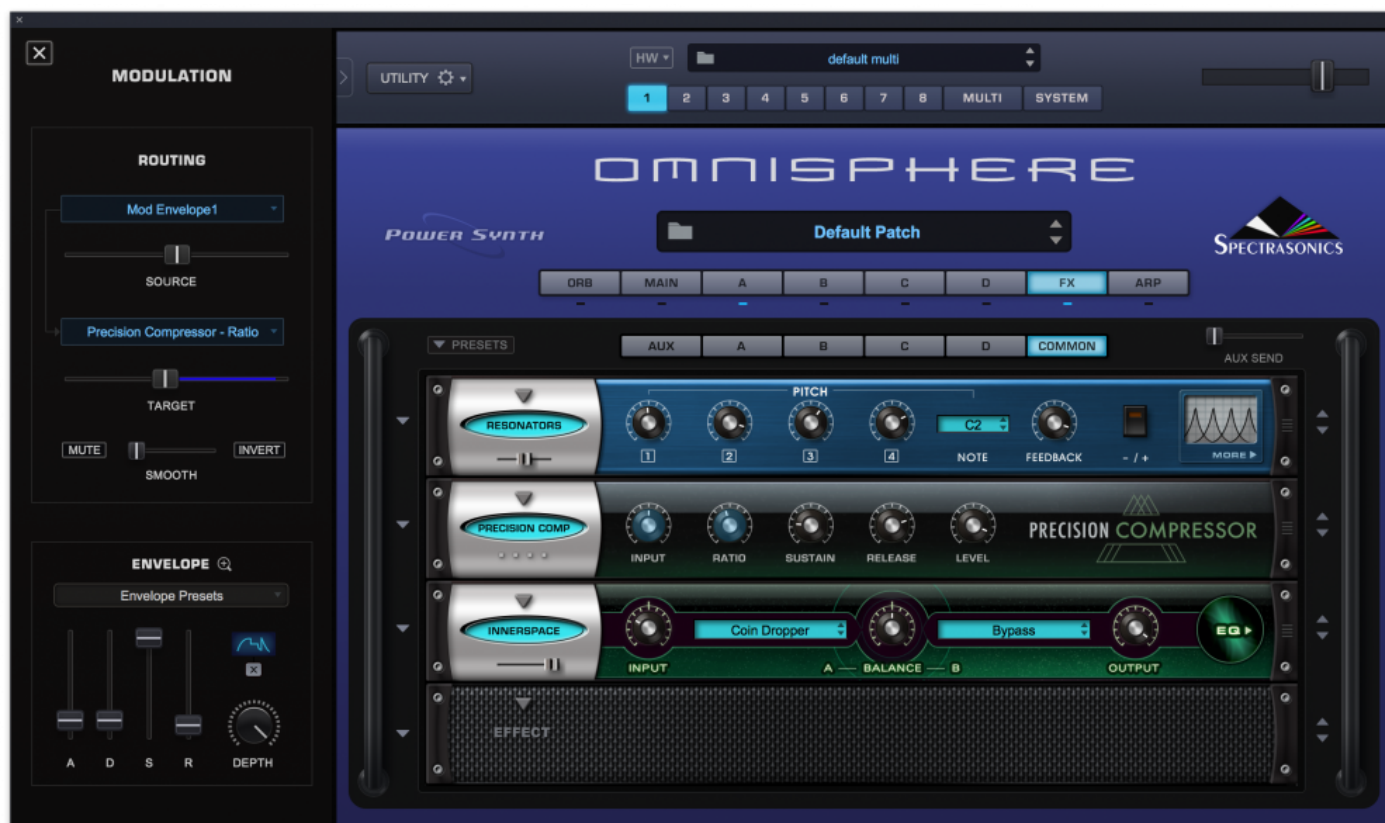 MODULATION
ROUTING
Mod Envelope1
SOURCE
Precision Compressor - Ratio
TARGET
MUTE
INVERT
SMOOTH
ENVELOPE
Envelope Presets
A D S R DEPTH
UTILITY
HW
default multi
1 2 3 4 5 6 7 8 MULTI SYSTEM
OMNISPHERE
POWER SYNTH
Default Patch
SPECTRASONICS
ORB MAIN A B C D FX ARP
PRESETS
AUX A B C D COMMON
AUX SEND
RESONATORS
PITCH
1 2 3 4
C2
NOTE
FEEDBACK
- / +
MORE
PRECISION COMP
INPUT RATIO SUSTAIN RELEASE LEVEL
PRECISION COMPRESSOR
INNERSPACE
INPUT
Coin Dropper
A — BALANCE — B
Bypass
OUTPUT
EQ
EFFECT